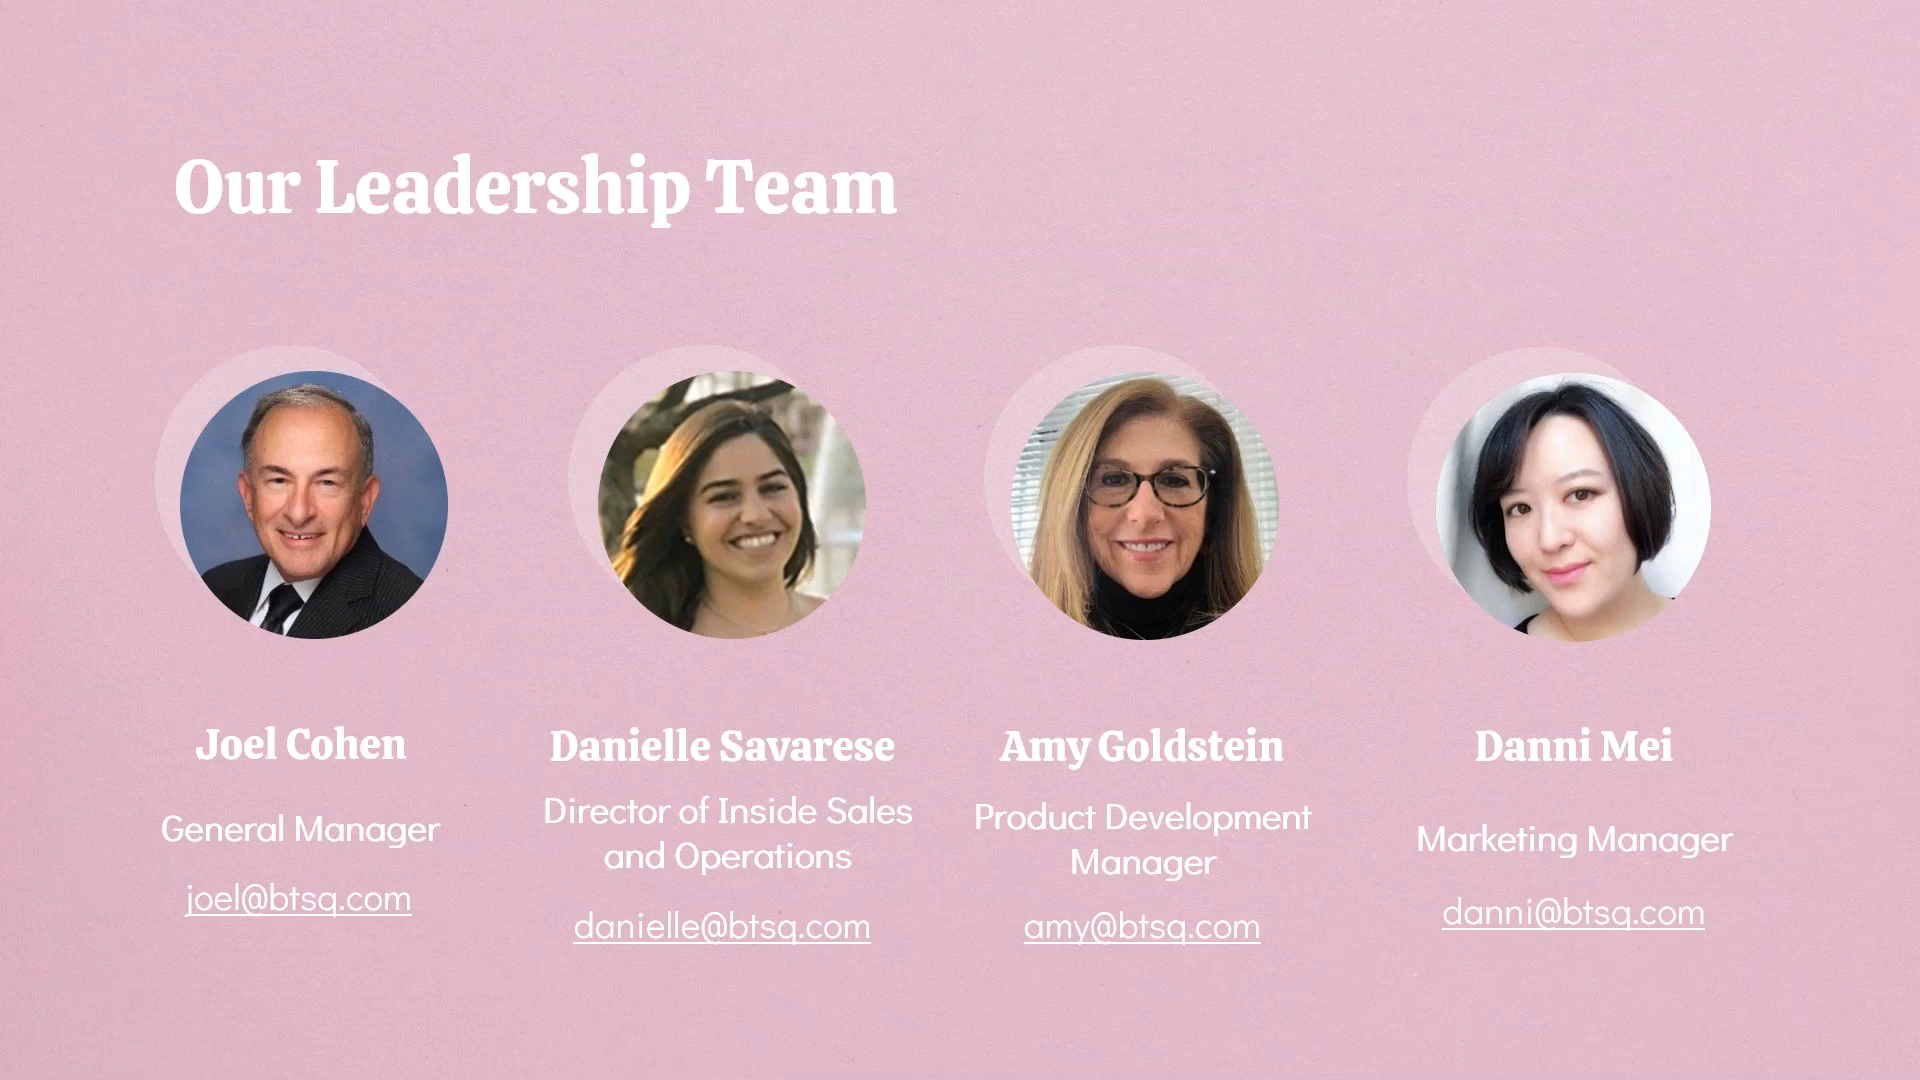 Our Leadership Team
Joel Cohen
General Manager
joel@btsq.com
Danielle Savarese
Director of Inside Sales
and Operations
danielle@btsq.com
Amy Goldstein
Product Development
Manager
amy@btsq.com
Danni Mei
Marketing Manager
danni@btsq.com